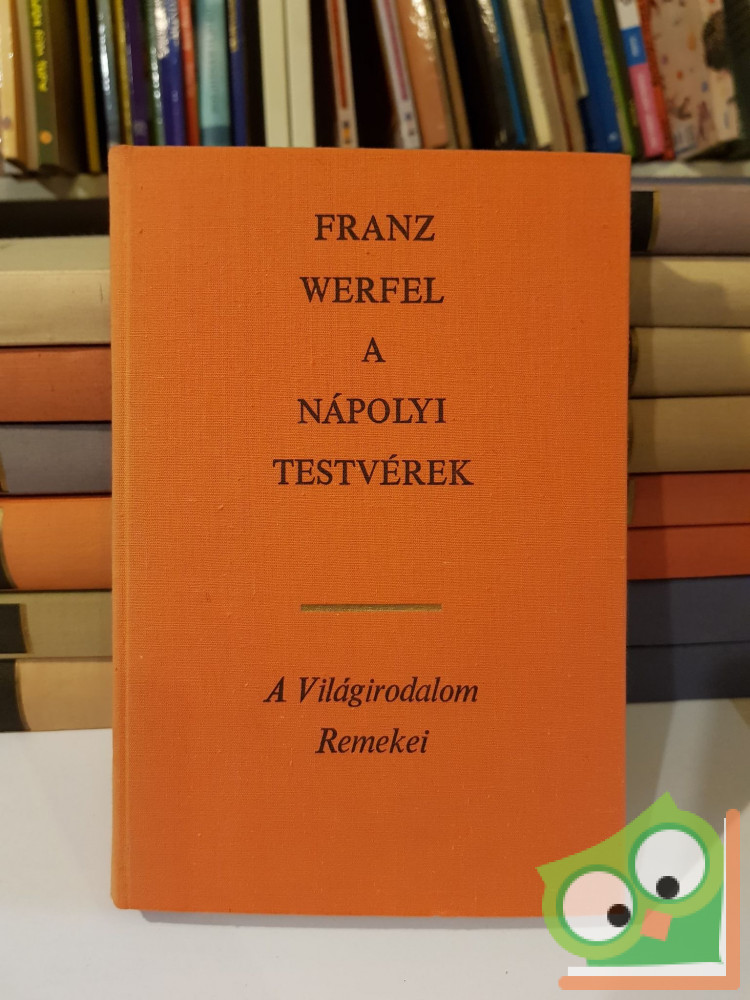 FRANZ
WERFEL
A
NÁPOLYI
TESTVÉREK
A Világirodalom
Remekei